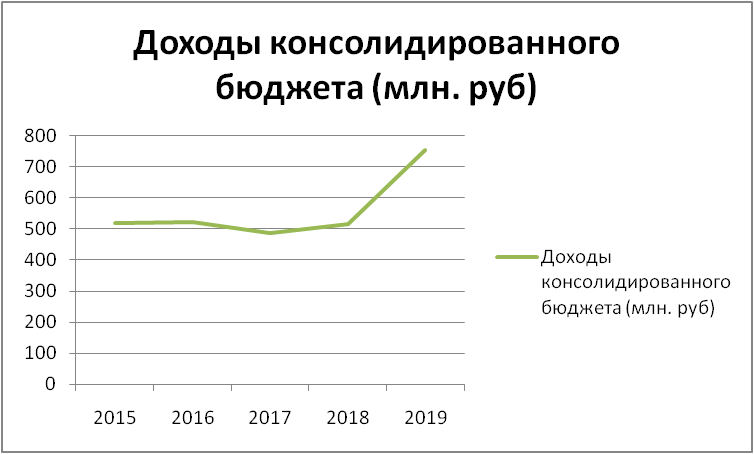 Доходы консолидированного
бюджета (млн. руб)
800
700
600
500
400
300
200
100
0
2015 2016 2017 2018 2019
Доходы
консолидированного
бюджета (млн. руб)